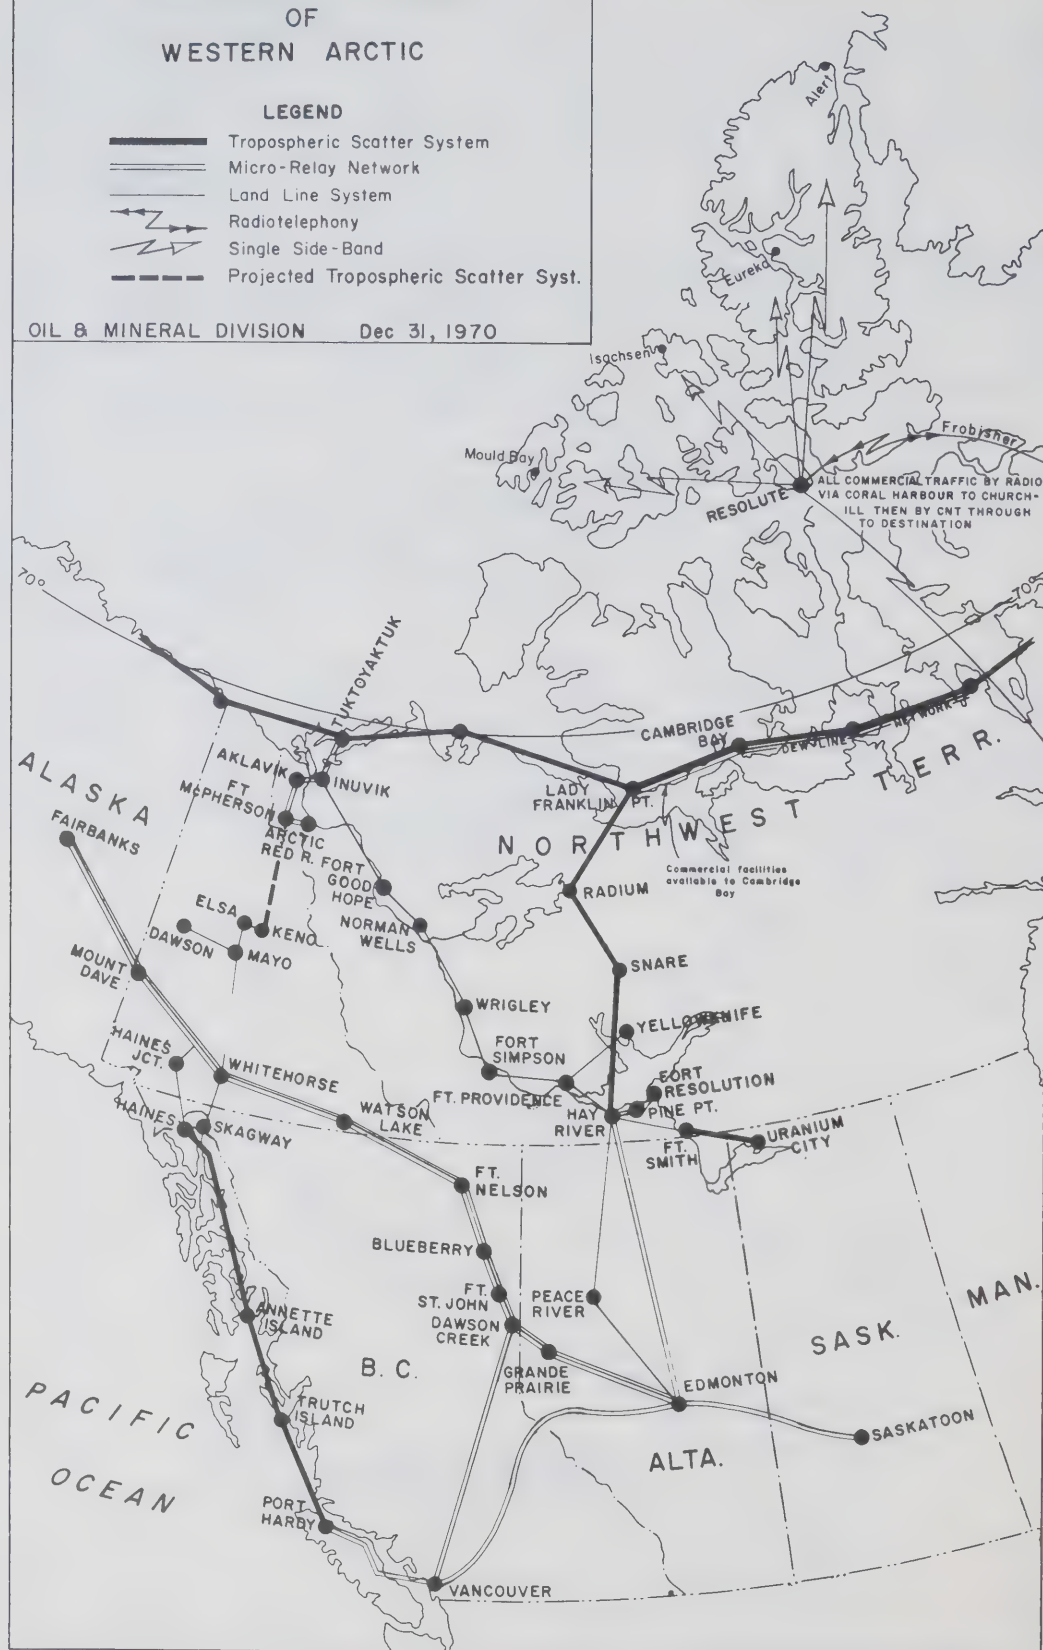 OF
WESTERN ARCTIC
LEGEND
Tropospheric Scatter System
Micro-Relay Network
Land Line System
Radiotelephony
Single Side-Band
Projected Tropospheric Scatter Syst.
OIL & MINERAL DIVISION Dec 31, 1970
Alert
Eureka
Isachsen
Mould Bay
Frobisher
RESOLUTE
ALL COMMERCIAL TRAFFIC BY RADIO
VIA CORAL HARBOUR TO CHURCH-
ILL THEN BY CNT THROUGH
TO DESTINATION
70°
70°
TUKTOYAKTUK
CAMBRIDGE
BAY
DEW LINE NETWORK
AKLAVIK
INUVIK
FT
McPHERSON
ARCTIC
RED R.
LADY
FRANKLIN PT.
NORTHWEST TERR.
ALASKA
FAIRBANKS
Commercial facilities
available to Cambridge
Bay
FORT
GOOD
HOPE
RADIUM
ELSA
KENO
DAWSON
MAYO
NORMAN
WELLS
MOUNT
DAVE
SNARE
WRIGLEY
YELLOWKNIFE
HAINES
JCT.
WHITEHORSE
FORT
SIMPSON
FT. PROVIDENCE
FORT
RESOLUTION
HAINES
SKAGWAY
WATSON
LAKE
HAY
RIVER
PINE PT.
FT.
SMITH
URANIUM
CITY
FT.
NELSON
BLUEBERRY
FT.
ST. JOHN
DAWSON
CREEK
PEACE
RIVER
ANNETTE
ISLAND
MAN.
SASK.
B.C.
GRANDE
PRAIRIE
EDMONTON
TRUTCH
ISLAND
SASKATOON
PACIFIC
OCEAN
ALTA.
PORT
HARDY
VANCOUVER